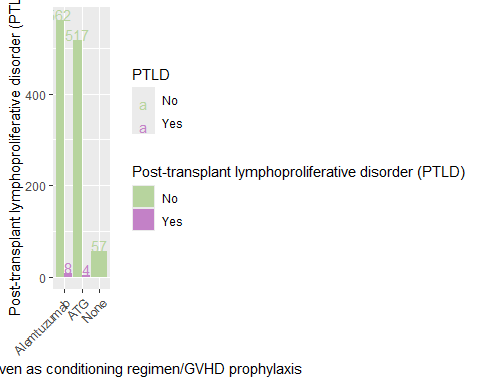 Post-transplant lymphoproliferative disorder (PTL
562
517
57
8
4
400
200
0
Alemtuzumab
ATG
None
ven as conditioning regimen/GVHD prophylaxis
PTLD
a No
a Yes
Post-transplant lymphoproliferative disorder (PTLD)
No
Yes